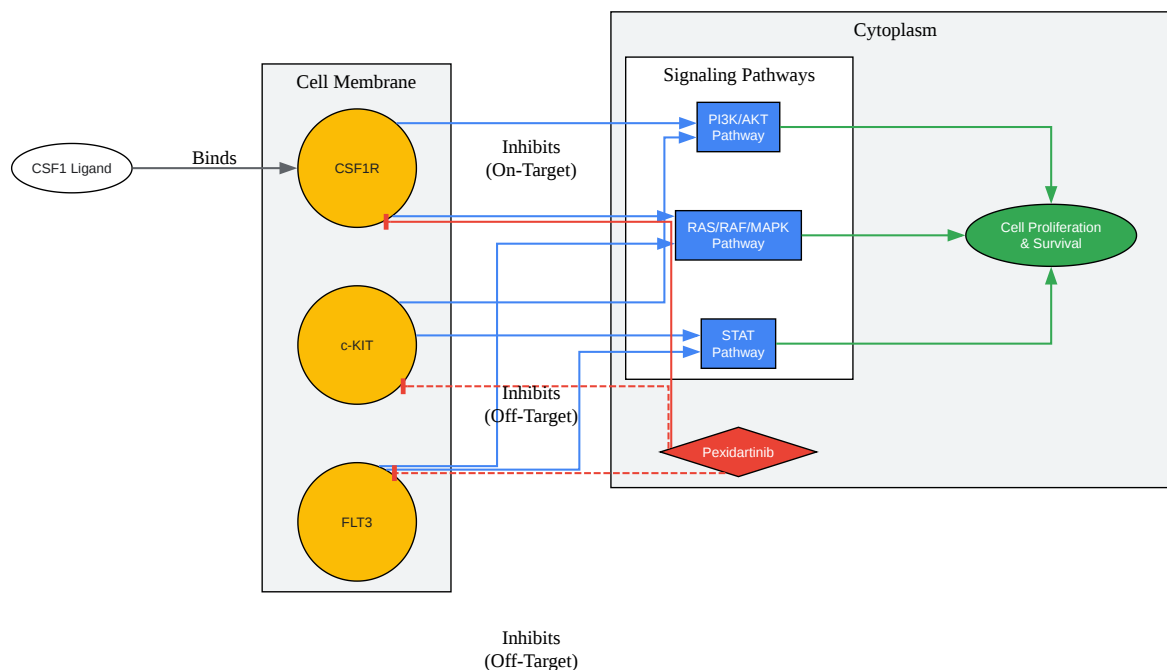 Cytoplasm
Cell Membrane
Signaling Pathways
CSF1 Ligand
Binds
CSF1R
Inhibits
(On-Target)
PI3K/AKT
Pathway
RAS/RAF/MAPK
Pathway
Cell Proliferation
& Survival
c-KIT
STAT
Pathway
Inhibits
(Off-Target)
Pexidartinib
FLT3
Inhibits
(Off-Target)